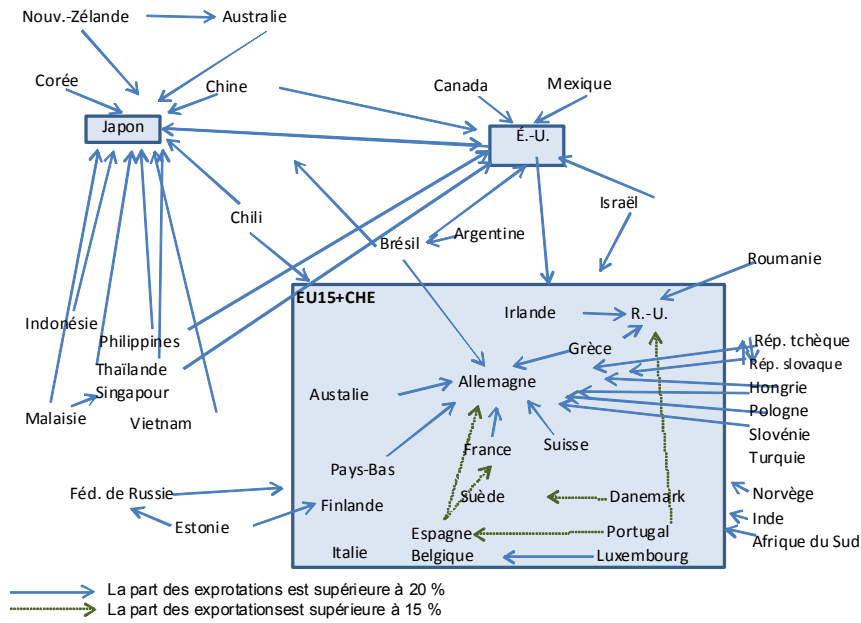 Nouv.-Zélande
Australie
Corée
Chine
Canada
Mexique
Japon
É.-U.
Chili
Israël
Brésil
Argentine
Roumanie
EU15+CHE
Irlande
R.-U.
Indonésie
Philippines
Grèce
Rép. tchèque
Thaïlande
Rép. slovaque
Allemagne
Singapour
Australie
Hongrie
Malaisie
Vietnam
Pologne
Slovénie
France
Suisse
Turquie
Pays-Bas
Féd. de Russie
Suède
Danemark
Norvège
Finlande
Estonie
Inde
Espagne
Portugal
Afrique du Sud
Italie
Belgique
Luxembourg
La part des exprotations est supérieure à 20 %
La part des exportationsest supérieure à 15 %